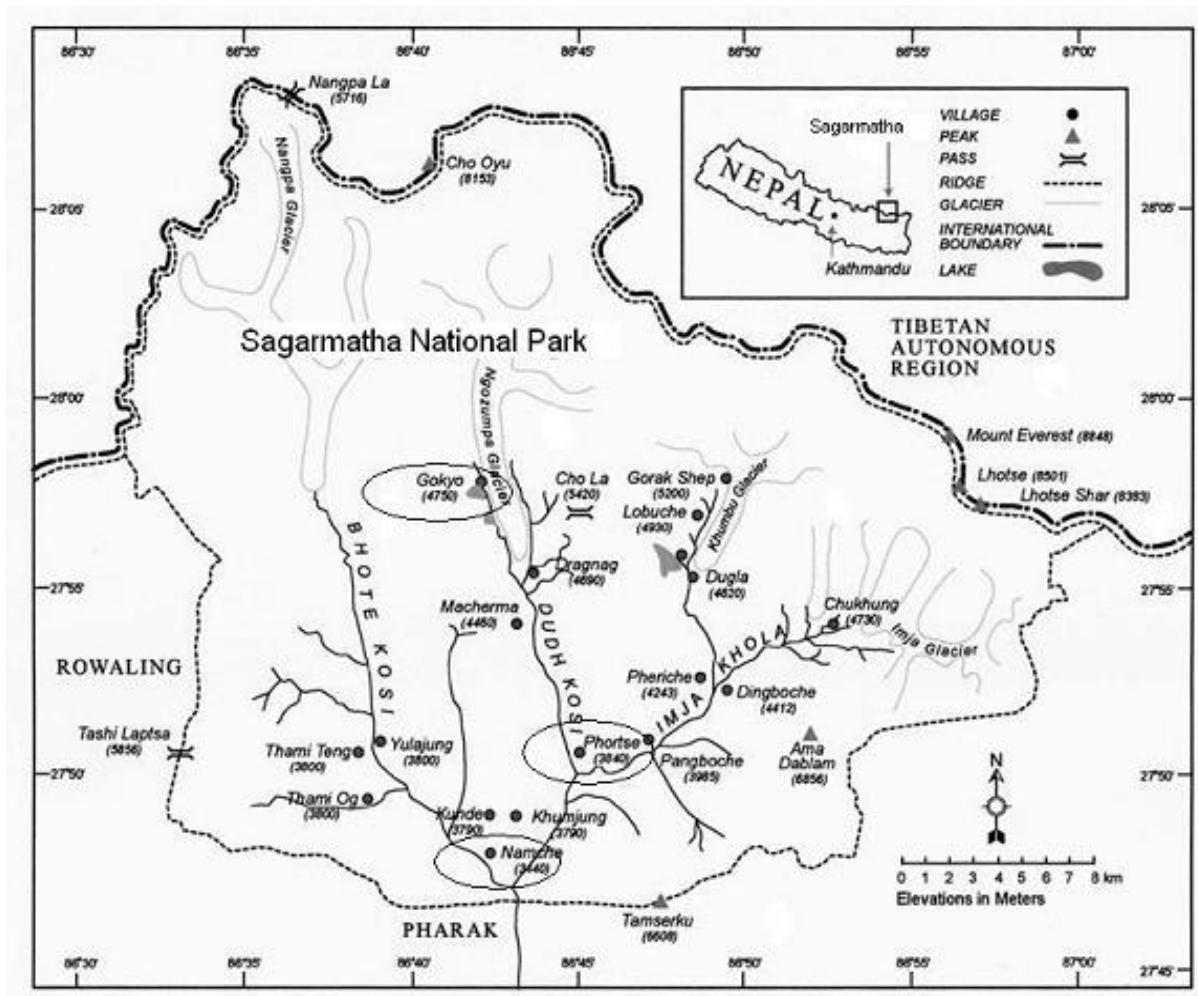 86°30'
86°35'
86°40'
86°45'
86°50'
86°55'
87°00'
Nangpa La
(5716)
Nangpa Glacier
Cho Oyu
(8153)
Sagarmatha
NEPAL
Kathmandu
VILLAGE
PEAK
PASS
RIDGE
GLACIER
INTERNATIONAL
BOUNDARY
LAKE
28°05'
28°05'
Sagarmatha National Park
TIBETAN
AUTONOMOUS
REGION
28°00'
28°00'
Ngozumpa Glacier
Mount Everest (8848)
Lhotse (8501)
Lhotse Shar (8383)
Gokyo
(4750)
Cho La
(5420)
Gorak Shep
(5200)
Lobuche
(4930)
Khumbu Glacier
BHOTE KOSI
Dragnag
(4690)
Dugla
(4620)
27°55'
27°55'
Macherma
(4460)
DUDH KOSI
Chukhung
(4730)
Imja Glacier
ROWALING
Pheriche
(4243)
IMJA KHOLA
Dingboche
(4412)
Tashi Laptsa
(5856)
Thami Teng
(3800)
Yulajung
(3800)
Phortse
(3840)
Pangboche
(3985)
Ama
Dablam
(6856)
27°50'
27°50'
Thami Og
(3800)
Kunde
(3790)
Khumjung
(3790)
N
Namche
(3440)
0 1 2 3 4 5 6 7 8 km
Elevations in Meters
PHARAK
Tamserku
(6608)
27°45'
86°30'
86°35'
86°40'
86°45'
86°50'
86°55'
87°00'